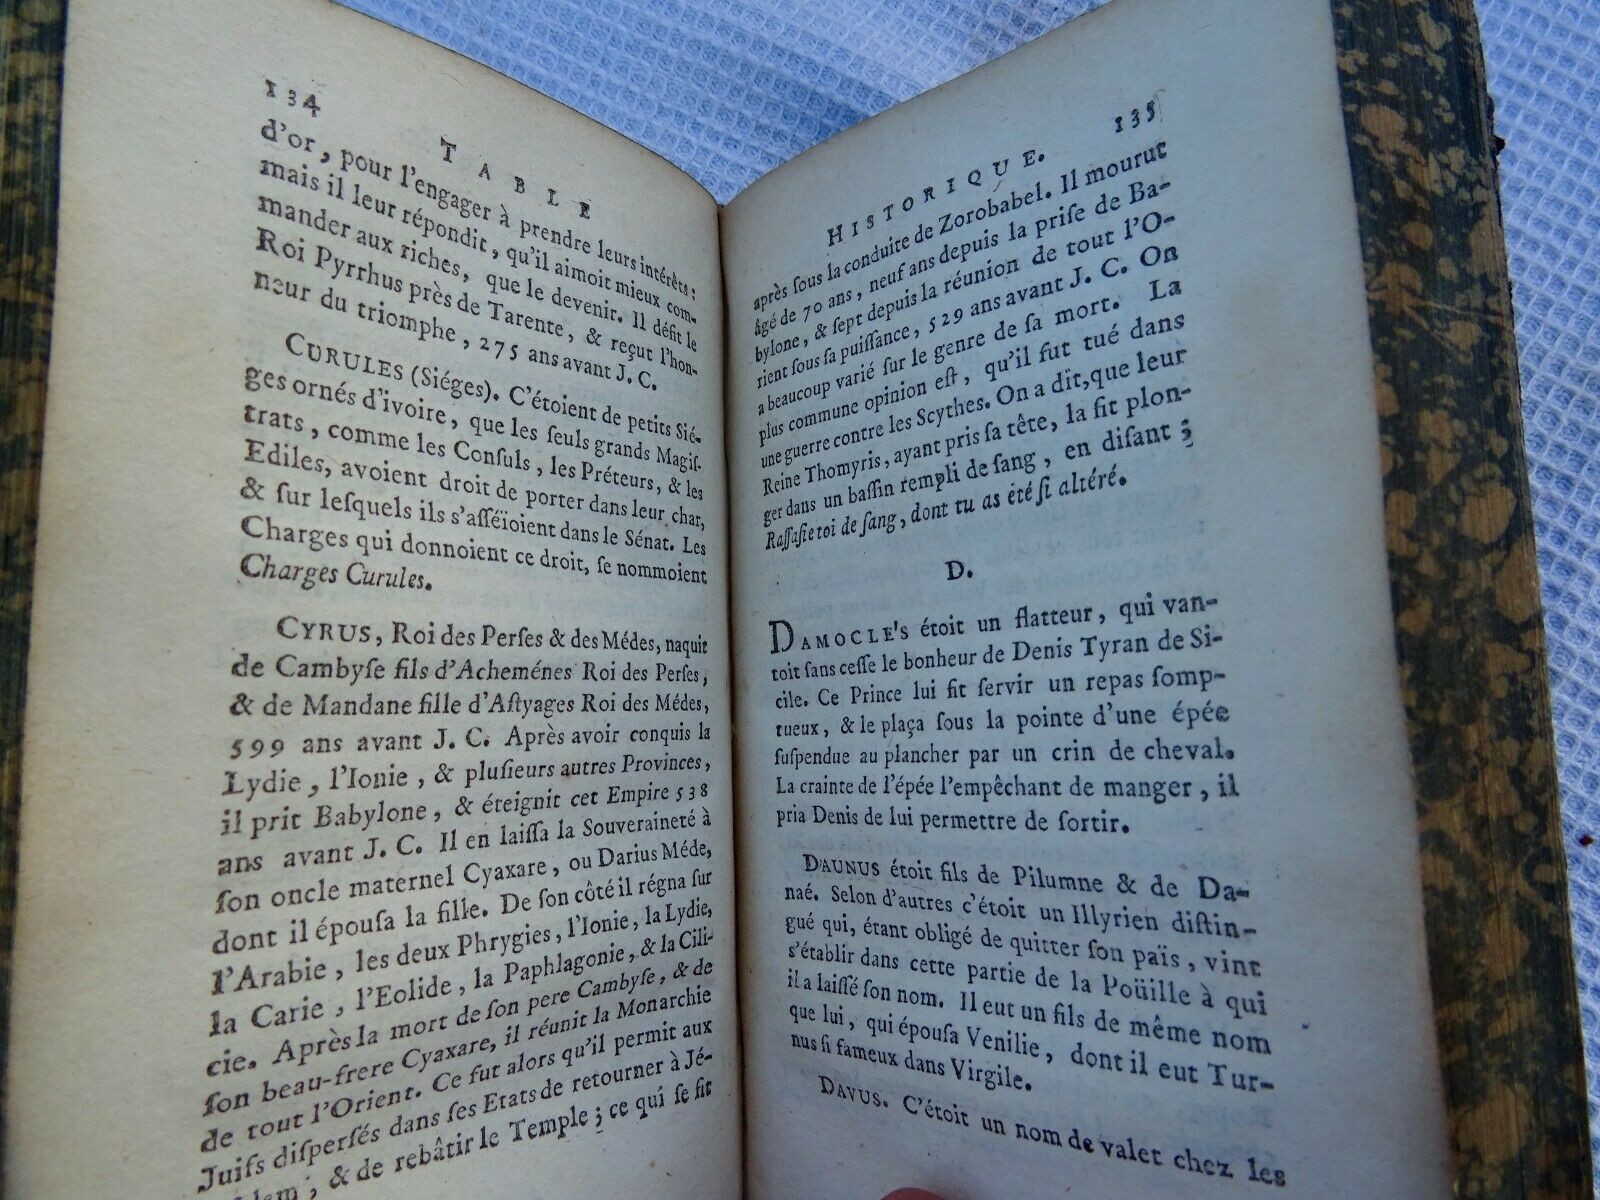 134
TABLE
d'or, pour l'engager à prendre leurs intérêts :
mais il leur répondit, qu'il aimoit mieux com-
mander aux riches, que le devenir. Il défit le
Roi Pyrrhus près de Tarente, & reçut l'hon-
neur du triomphe, 275 ans avant J. C.
CURULES (Siéges). C'étoient de petits Sié-
ges ornés d'ivoire, que les ſeuls grands Magiſ-
trats, comme les Conſuls, les Préteurs, & les
Ediles, avoient droit de porter dans leur char,
& ſur leſquels ils s'aſſéïoient dans le Sénat. Les
Charges qui donnoient ce droit, ſe nommoient
Charges Curules.
CYRUS, Roi des Perſes & des Médes, naquit
de Cambyſe fils d'Acheménes Roi des Perſes,
& de Mandane fille d'Aſtyages Roi des Médes,
599 ans avant J. C. Après avoir conquis la
Lydie, l'Ionie, & pluſieurs autres Provinces,
il prit Babylone, & éteignit cet Empire 538
ans avant J. C. Il en laiſſa la Souveraineté à
ſon oncle maternel Cyaxare, ou Darius Méde,
dont il épouſa la fille. De ſon côté il régna ſur
l'Arabie, les deux Phrygies, l'Ionie, la Lydie,
la Carie, l'Eolide, la Paphlagonie, & la Cili-
cie. Après la mort de ſon pere Cambyſe, & de
ſon beau-frere Cyaxare, il réunit la Monarchie
de tout l'Orient. Ce fut alors qu'il permit aux
Juifs diſperſés dans ſes Etats de retourner à Jé-
& de rebâtir le Temple ; ce qui ſe fit
135
HISTORIQUE.
après ſous la conduite de Zorobabel. Il mourut
âgé de 70 ans, neuf ans depuis la priſe de Ba-
bylone, & ſept depuis la réunion de tout l'O-
rient ſous ſa puiſſance, 529 ans avant J. C. On
a beaucoup varié ſur le genre de ſa mort. La
plus commune opinion eſt, qu'il fut tué dans
une guerre contre les Scythes. On a dit, que leur
Reine Thomyris, ayant pris ſa tête, la fit plon-
ger dans un baſſin rempli de ſang, en diſant ;
Raſſaſie toi de ſang, dont tu as été ſi altéré.
D.
DAMOCLE'S étoit un flatteur, qui van-
toit ſans ceſſe le bonheur de Denis Tyran de Si-
cile. Ce Prince lui fit ſervir un repas ſomp-
tueux, & le plaça ſous la pointe d'une épée
ſuſpendue au plancher par un crin de cheval.
La crainte de l'épée l'empêchant de manger, il
pria Denis de lui permettre de ſortir.
DAUNUS étoit fils de Pilumne & de Da-
naé. Selon d'autres c'étoit un Illyrien diſtin-
gué qui, étant obligé de quitter ſon païs, vint
s'établir dans cette partie de la Poüille à qui
il a laiſſé ſon nom. Il eut un fils de même nom
que lui, qui épouſa Venilie, dont il eut Tur-
nus ſi fameux dans Virgile.
DAVUS. C'étoit un nom de valet chez les